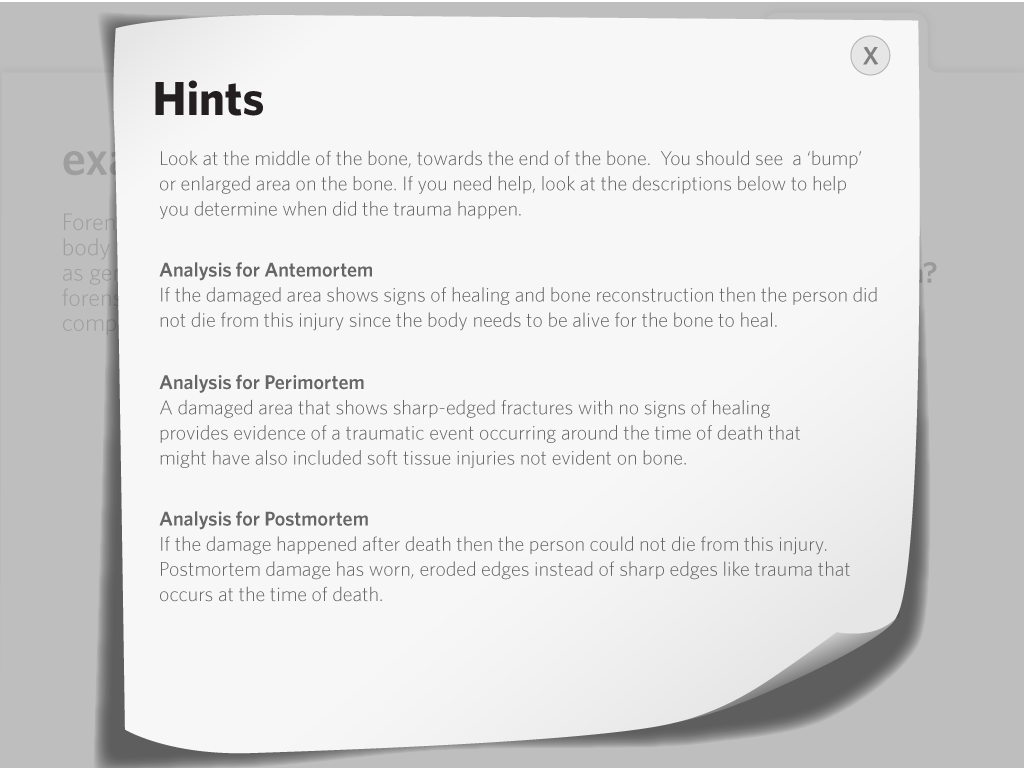 X
Hints
Look at the middle of the bone, towards the end of the bone.  You should see  a ‘bump’
or enlarged area on the bone. If you need help, look at the descriptions below to help
you determine when did the trauma happen.
Analysis for Antemortem
If the damaged area shows signs of healing and bone reconstruction then the person did
not die from this injury since the body needs to be alive for the bone to heal.
Analysis for Perimortem
A damaged area that shows sharp-edged fractures with no signs of healing
provides evidence of a traumatic event occurring around the time of death that
might have also included soft tissue injuries not evident on bone.
Analysis for Postmortem
If the damage happened after death then the person could not die from this injury.
Postmortem damage has worn, eroded edges instead of sharp edges like trauma that
occurs at the time of death.
body